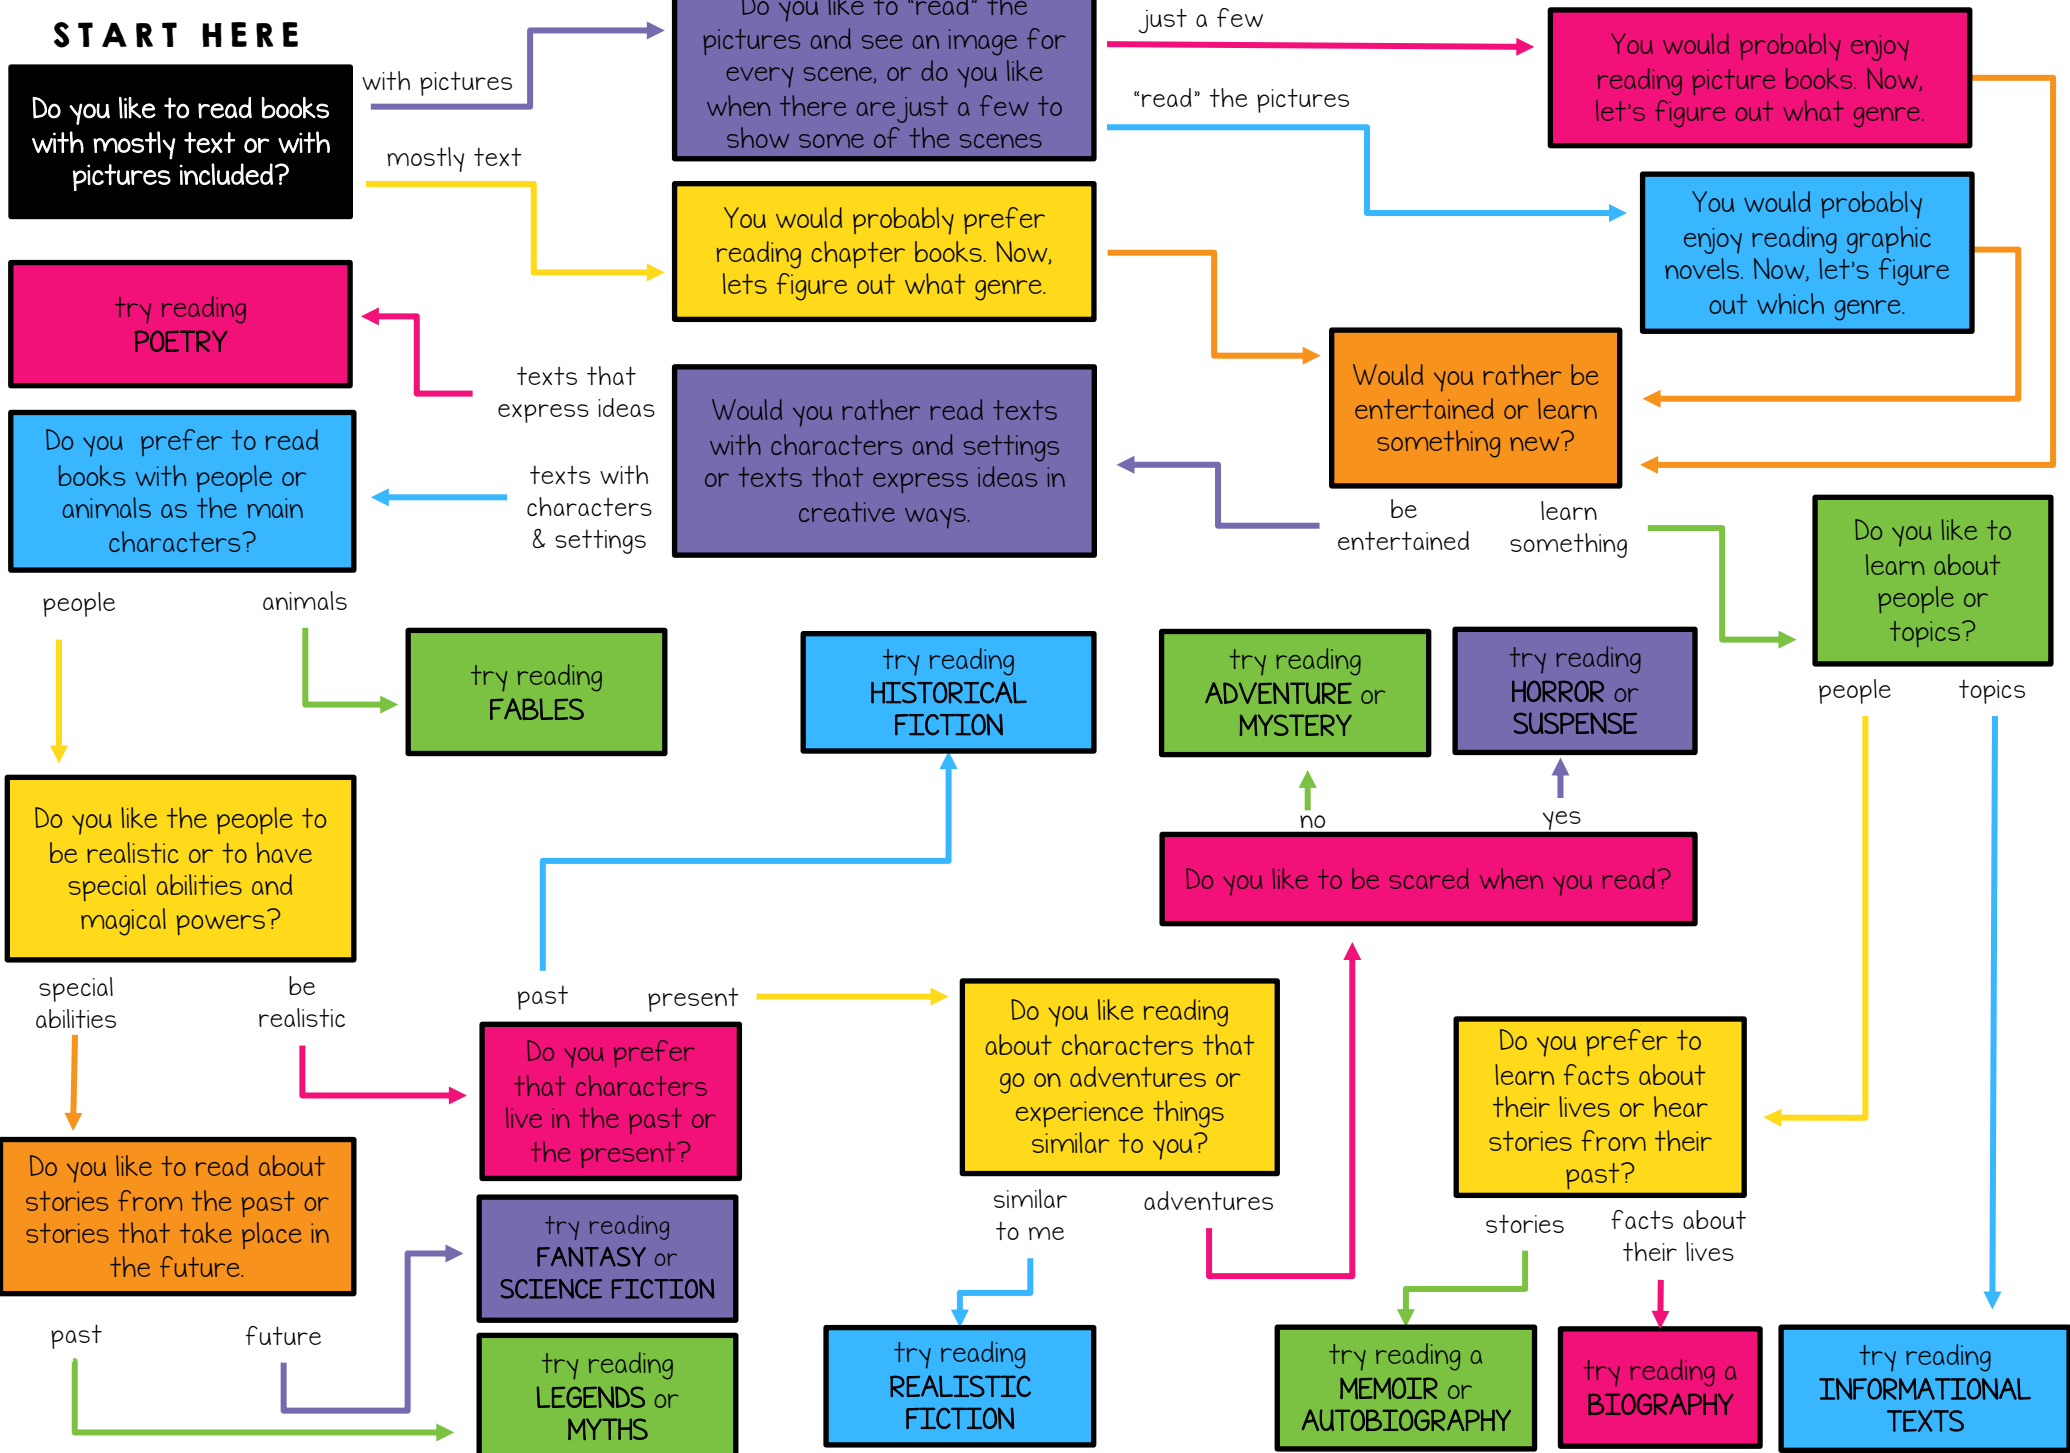 START HERE
Do you like to read books
with mostly text or with
pictures included?
with pictures
mostly text
Do you like to "read" the
pictures and see an image for
every scene, or do you like
when there are just a few to
show some of the scenes
just a few
"read" the pictures
You would probably enjoy
reading picture books. Now,
let's figure out what genre.
You would probably
enjoy reading graphic
novels. Now, let's figure
out which genre.
You would probably prefer
reading chapter books. Now,
lets figure out what genre.
Would you rather be
entertained or learn
something new?
be
entertained
learn
something
Would you rather read texts
with characters and settings
or texts that express ideas in
creative ways.
texts that
express ideas
texts with
characters
& settings
try reading
POETRY
Do you prefer to read
books with people or
animals as the main
characters?
people
animals
try reading
FABLES
try reading
HISTORICAL
FICTION
try reading
ADVENTURE or
MYSTERY
try reading
HORROR or
SUSPENSE
no
yes
Do you like to be scared when you read?
Do you like to
learn about
people or
topics?
people
topics
Do you like the people to
be realistic or to have
special abilities and
magical powers?
special
abilities
be
realistic
past
present
Do you prefer
that characters
live in the past or
the present?
Do you like reading
about characters that
go on adventures or
experience things
similar to you?
similar
to me
adventures
Do you prefer to
learn facts about
their lives or hear
stories from their
past?
stories
facts about
their lives
Do you like to read about
stories from the past or
stories that take place in
the future.
past
future
try reading
FANTASY or
SCIENCE FICTION
try reading
LEGENDS or
MYTHS
try reading
REALISTIC
FICTION
try reading a
MEMOIR or
AUTOBIOGRAPHY
try reading a
BIOGRAPHY
try reading
INFORMATIONAL
TEXTS